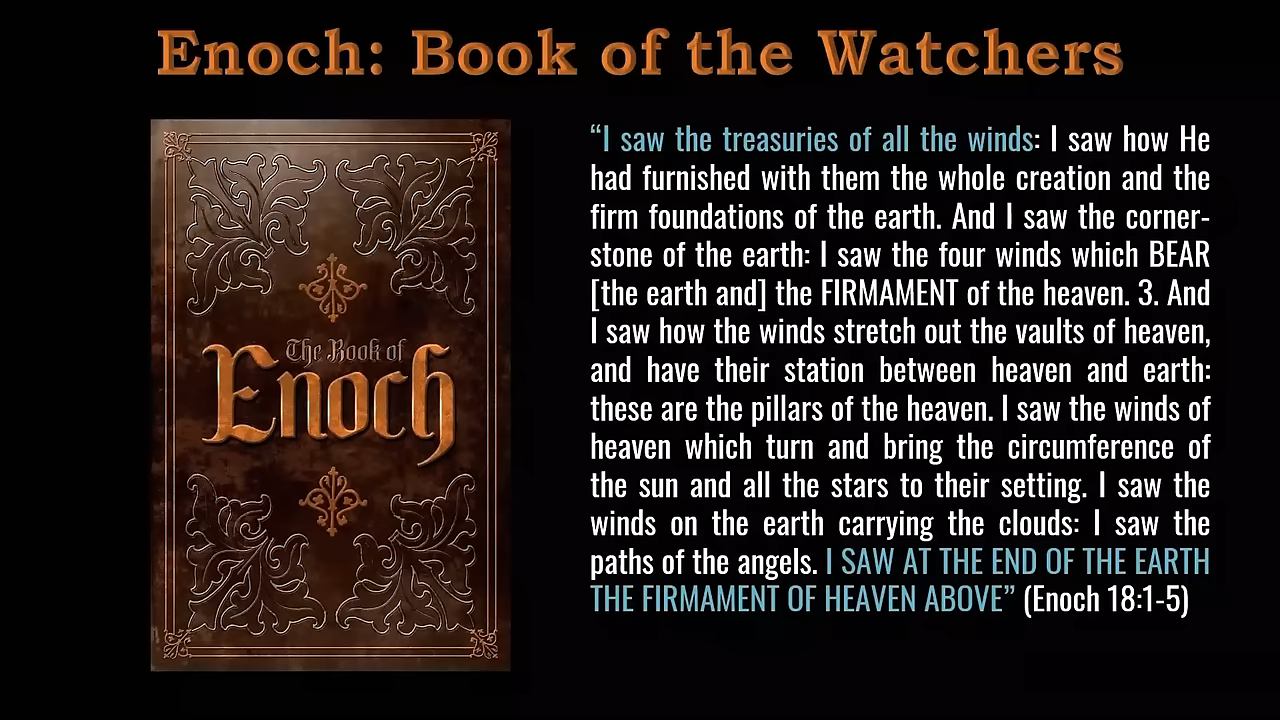 Enoch: Book of the Watchers
The Book of
Enoch
“I saw the treasuries of all the winds: I saw how He
had furnished with them the whole creation and the
firm foundations of the earth. And I saw the corner-
stone of the earth: I saw the four winds which BEAR
[the earth and] the FIRMAMENT of the heaven. 3. And
I saw how the winds stretch out the vaults of heaven,
and have their station between heaven and earth:
these are the pillars of the heaven. I saw the winds of
heaven which turn and bring the circumference of
the sun and all the stars to their setting. I saw the
winds on the earth carrying the clouds: I saw the
paths of the angels. I SAW AT THE END OF THE EARTH
THE FIRMAMENT OF HEAVEN ABOVE” (Enoch 18:1-5)